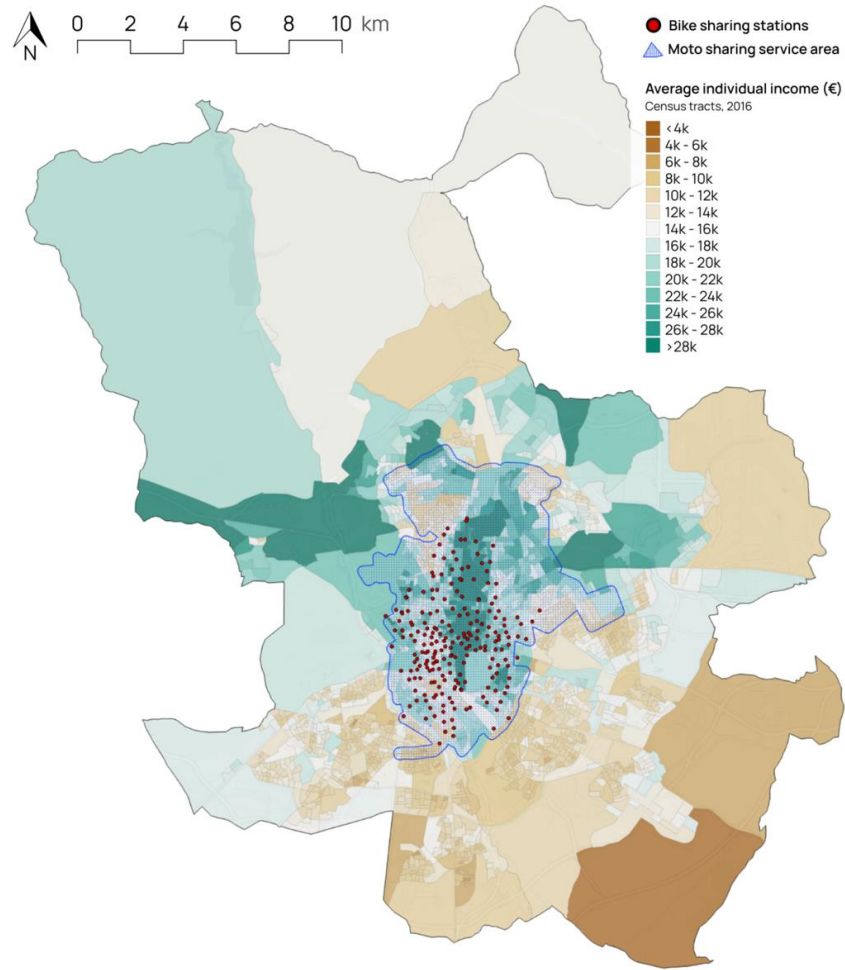 0 2 4 6 8 10 km
N
Bike sharing stations
Moto sharing service area
Average individual income (€)
Census tracts, 2016
<4k
4k - 6k
6k - 8k
8k - 10k
10k - 12k
12k - 14k
14k - 16k
16k - 18k
18k - 20k
20k - 22k
22k - 24k
24k - 26k
26k - 28k
>28k